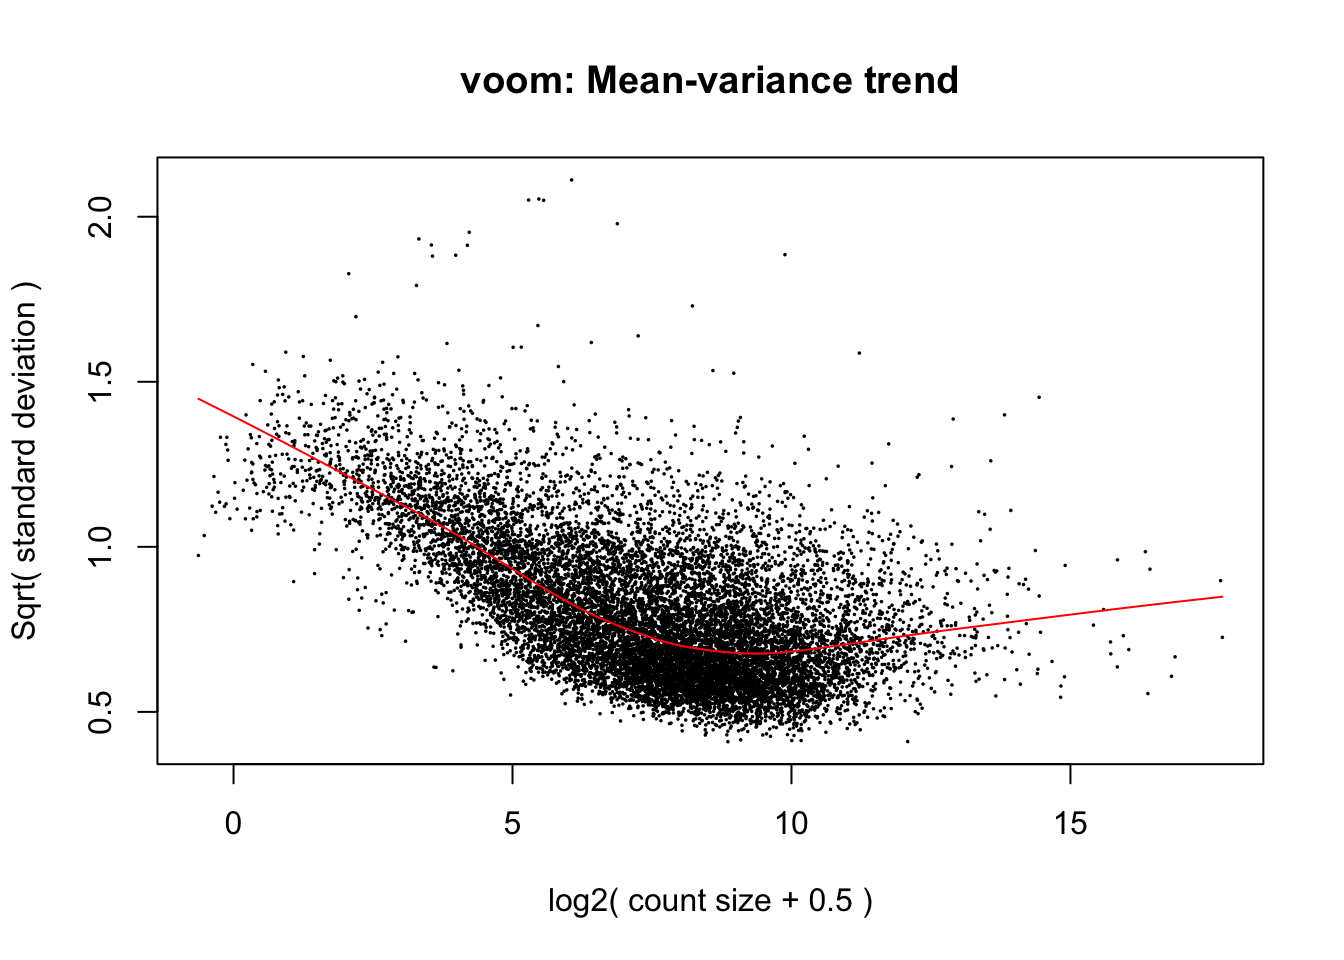 voom: Mean-variance trend
Sqrt( standard deviation )
2.0
1.5
1.0
0.5
0 5 10 15
log2( count size + 0.5 )